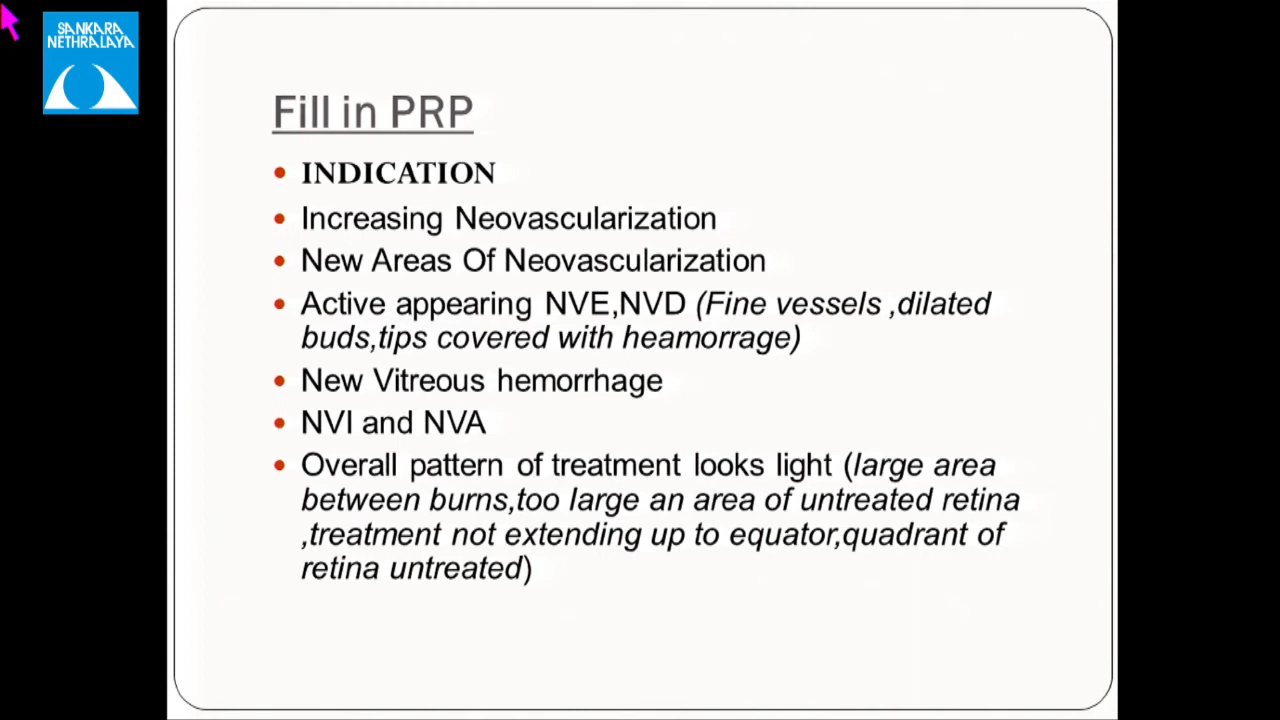 SANKARA
NETHRALAYA
Fill in PRP
INDICATION
Increasing Neovascularization
New Areas Of Neovascularization
Active appearing NVE,NVD (Fine vessels ,dilated
buds,tips covered with heamorrage)
New Vitreous hemorrhage
NVI and NVA
Overall pattern of treatment looks light (large area
between burns,too large an area of untreated retina
,treatment not extending up to equator,quadrant of
retina untreated)